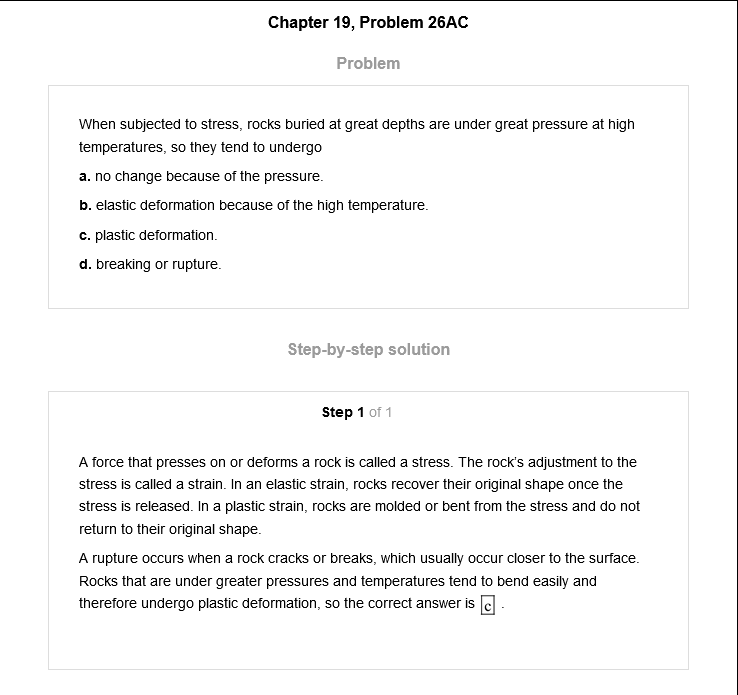 Chapter 19, Problem 26AC
Problem
When subjected to stress, rocks buried at great depths are under great pressure at high
temperatures, so they tend to undergo
a. no change because of the pressure.
b. elastic deformation because of the high temperature.
c. plastic deformation.
d. breaking or rupture.
Step-by-step solution
Step 1 of 1
A force that presses on or deforms a rock is called a stress. The rock's adjustment to the
stress is called a strain. In an elastic strain, rocks recover their original shape once the
stress is released. In a plastic strain, rocks are molded or bent from the stress and do not
return to their original shape.
A rupture occurs when a rock cracks or breaks, which usually occur closer to the surface.
Rocks that are under greater pressures and temperatures tend to bend easily and
therefore undergo plastic deformation, so the correct answer is c .